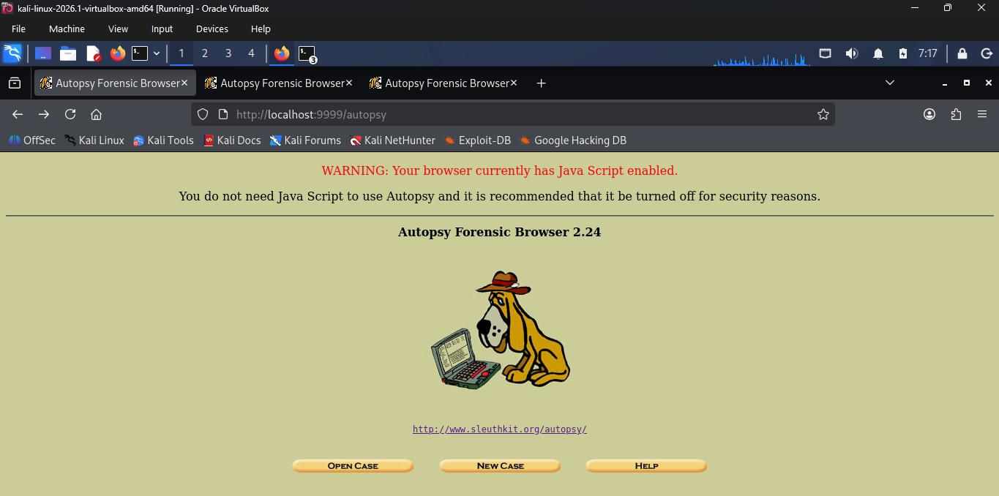 kali-linux-2026.1-virtualbox-amd64 [Running] - Oracle VirtualBox
File Machine View Input Devices Help
1 2 3 4 3 7:17
Autopsy Forensic Browser Autopsy Forensic Browser Autopsy Forensic Browser
http://localhost:9999/autopsy
OffSec Kali Linux Kali Tools Kali Docs Kali Forums Kali NetHunter Exploit-DB Google Hacking DB
WARNING: Your browser currently has Java Script enabled.
You do not need Java Script to use Autopsy and it is recommended that it be turned off for security reasons.
Autopsy Forensic Browser 2.24
http://www.sleuthkit.org/autopsy/
OPEN CASE NEW CASE HELP